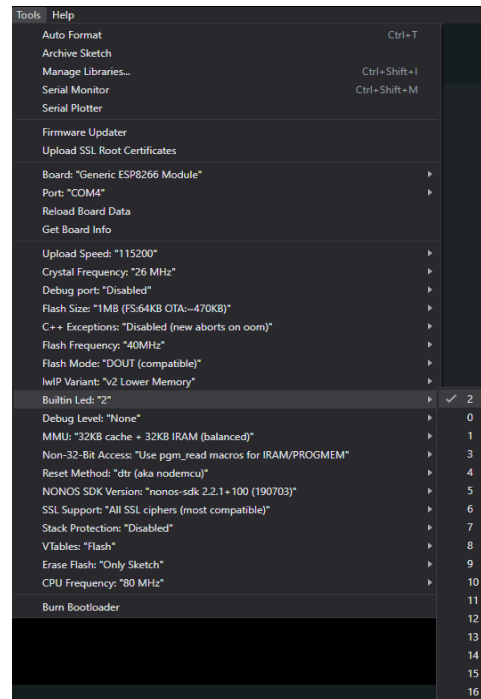 Tools Help
Auto Format Ctrl+T
Archive Sketch
Manage Libraries... Ctrl+Shift+I
Serial Monitor Ctrl+Shift+M
Serial Plotter
Firmware Updater
Upload SSL Root Certificates
Board: "Generic ESP8266 Module"
Port: "COM4"
Reload Board Data
Get Board Info
Upload Speed: "115200"
Crystal Frequency: "26 MHz"
Debug port: "Disabled"
Flash Size: "1MB (FS:64KB OTA:~470KB)"
C++ Exceptions: "Disabled (new aborts on oom)"
Flash Frequency: "40MHz"
Flash Mode: "DOUT (compatible)"
lwIP Variant: "v2 Lower Memory"
Builtin Led: "2"
Debug Level: "None"
MMU: "32KB cache + 32KB IRAM (balanced)"
Non-32-Bit Access: "Use pgm_read macros for IRAM/PROGMEM"
Reset Method: "dtr (aka nodemcu)"
NONOS SDK Version: "nonos-sdk 2.2.1+100 (190703)"
SSL Support: "All SSL ciphers (most compatible)"
Stack Protection: "Disabled"
VTables: "Flash"
Erase Flash: "Only Sketch"
CPU Frequency: "80 MHz"
Burn Bootloader
✓ 2
0
1
3
4
5
6
7
8
9
10
11
12
13
14
15
16